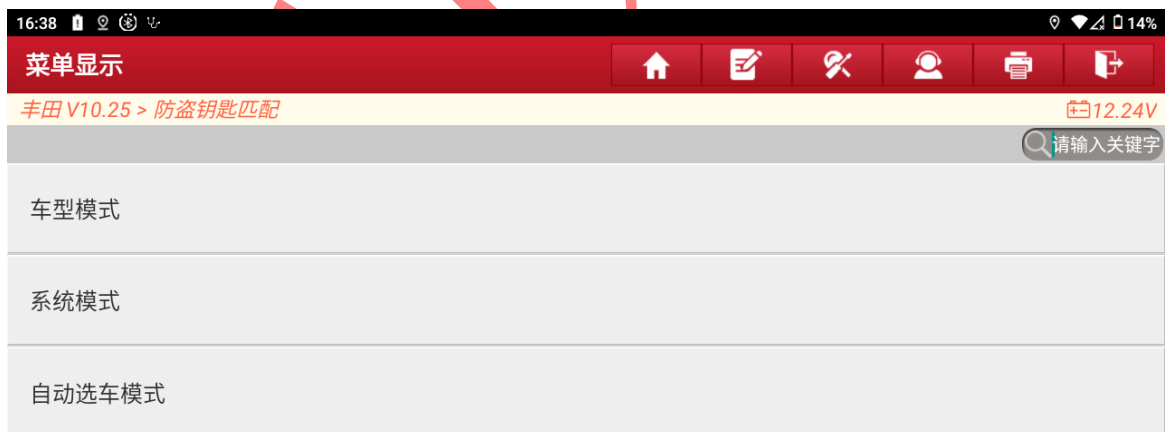 16:38 14%
菜单显示
丰田 V10.25 > 防盗钥匙匹配 12.24V
请输入关键字
车型模式
系统模式
自动选车模式